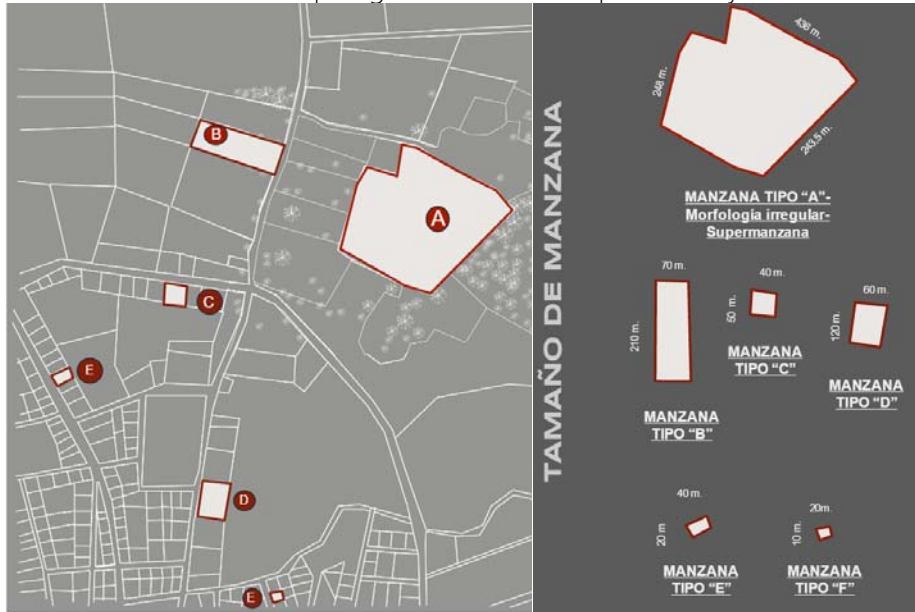 B
A
C
E
D
E
TAMAÑO DE MANZANA
436 m.
248 m.
243.5 m.
MANZANA TIPO “A”-
Morfología irregular-
Supermanzana
70 m.
210 m.
MANZANA
TIPO “B”
40 m.
50 m.
MANZANA
TIPO “C”
60 m.
120 m.
MANZANA
TIPO “D”
40 m.
20 m
MANZANA
TIPO “E”
20m.
10 m.
MANZANA
TIPO “F”